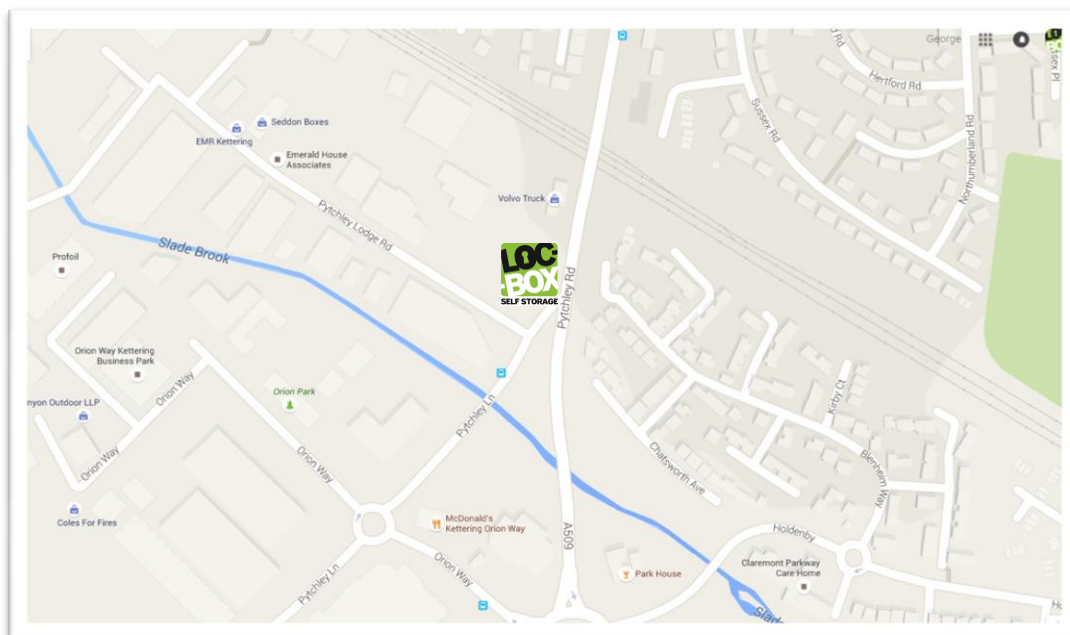 George
Hertford Rd
Sussex Rd
Northumberland Rd
Seddon Boxes
EMR Kettering
Emerald House
Associates
Volvo Truck
Pytchley Lodge Rd
Slade Brook
Profoil
LOC-
:BOX
SELF STORAGE
Pytchley Rd
Orion Way Kettering
Business Park
Orion Way
Orion Park
nyon Outdoor LLP
Pytchley Ln
Kirby Ct
Orion Way
Orion Way
Chatsworth Ave
Blenheim Way
Coles For Fires
McDonald's
Kettering Orion Way
A509
Holdenby
Orion Way
Claremont Parkway
Care Home
Park House
Pytchley Ln
Slad